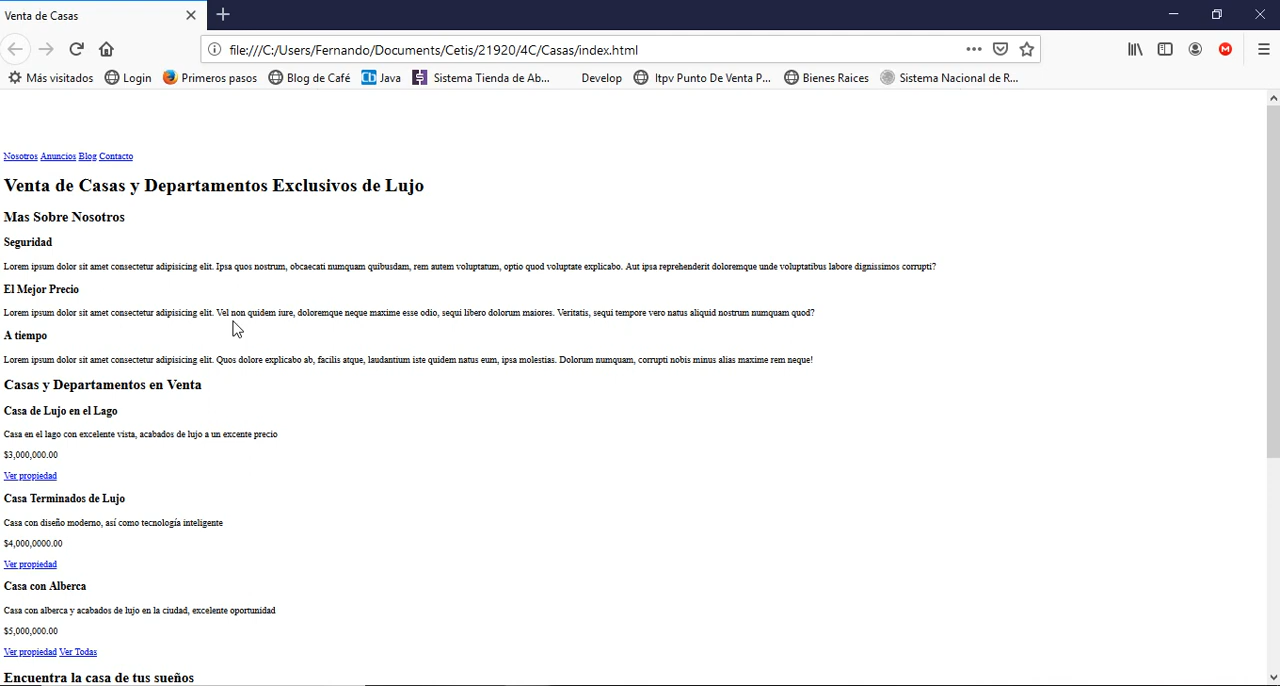 Venta de Casas
file:///C:/Users/Fernando/Documents/Cetis/21920/4C/Casas/index.html
Más visitados Login Primeros pasos Blog de Café Cb Java Sistema Tienda de Ab... Develop Itpv Punto De Venta P... Bienes Raices Sistema Nacional de R...
Nosotros Anuncios Blog Contacto
Venta de Casas y Departamentos Exclusivos de Lujo
Mas Sobre Nosotros
Seguridad
Lorem ipsum dolor sit amet consectetur adipisicing elit. Ipsa quos nostrum, obcaecati numquam quibusdam, rem autem voluptatum, optio quod voluptate explicabo. Aut ipsa reprehenderit doloremque unde voluptatibus labore dignissimos corrupti?
El Mejor Precio
Lorem ipsum dolor sit amet consectetur adipisicing elit. Vel non quidem iure, doloremque neque maxime esse odio, sequi libero dolorum maiores. Veritatis, sequi tempore vero natus aliquid nostrum numquam quod?
A tiempo
Lorem ipsum dolor sit amet consectetur adipisicing elit. Quos dolore explicabo ab, facilis atque, laudantium iste quidem natus eum, ipsa molestias. Dolorum numquam, corrupti nobis minus alias maxime rem neque!
Casas y Departamentos en Venta
Casa de Lujo en el Lago
Casa en el lago con excelente vista, acabados de lujo a un excente precio
$3,000,000.00
Ver propiedad
Casa Terminados de Lujo
Casa con diseño moderno, así como tecnología inteligente
$4,000,0000.00
Ver propiedad
Casa con Alberca
Casa con alberca y acabados de lujo en la ciudad, excelente oportunidad
$5,000,000.00
Ver propiedad Ver Todas
Encuentra la casa de tus sueños